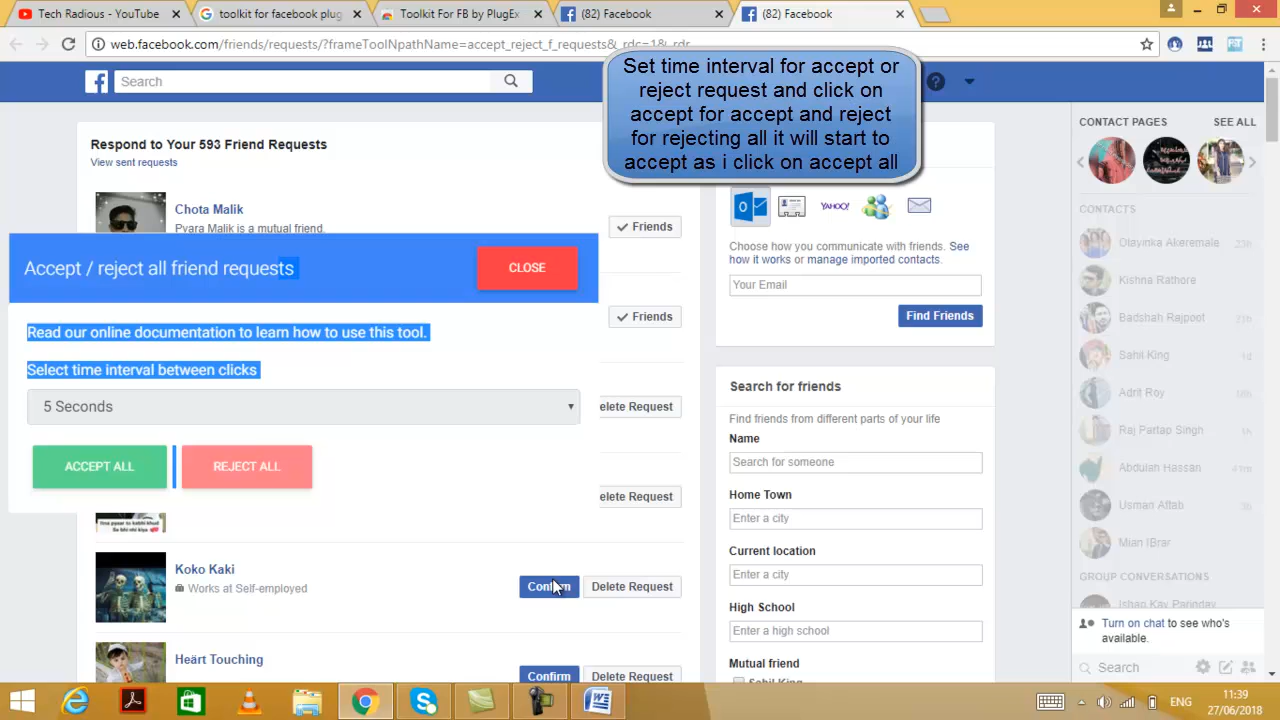 Tech Radious - YouTube
toolkit for facebook plug
Toolkit For FB by PlugEx
(82) Facebook
(82) Facebook
web.facebook.com/friends/requests/?frameToolNpathName=accept_reject_f_requests&_rdc=1&_rdr
Search
Set time interval for accept or
reject request and click on
accept for accept and reject
for rejecting all it will start to
accept as i click on accept all
Respond to Your 593 Friend Requests
View sent requests
Chota Malik
Pyara Malik is a mutual friend.
Friends
Accept / reject all friend requests
CLOSE
Read our online documentation to learn how to use this tool.
Select time interval between clicks
5 Seconds
ACCEPT ALL
REJECT ALL
Friends
elete Request
elete Request
Koko Kaki
Works at Self-employed
Confirm
Delete Request
Heärt Touching
Confirm
Delete Request
YAHOO!
Choose how you communicate with friends. See
how it works or manage imported contacts.
Your Email
Find Friends
Search for friends
Find friends from different parts of your life
Name
Search for someone
Home Town
Enter a city
Current location
Enter a city
High School
Enter a high school
Mutual friend
Sahil King
CONTACT PAGES
SEE ALL
CONTACTS
Olayinka Akeremale 23h
Kishna Rathore
Badshah Rajpoot
Sahil King 1d
Adrit Roy
Raj Partap Singh 1h
Abdulah Hassan
Usman Aftab
Mian IBrar
GROUP CONVERSATIONS
Turn on chat to see who's
available.
Search
ENG
11:39
27/06/2018